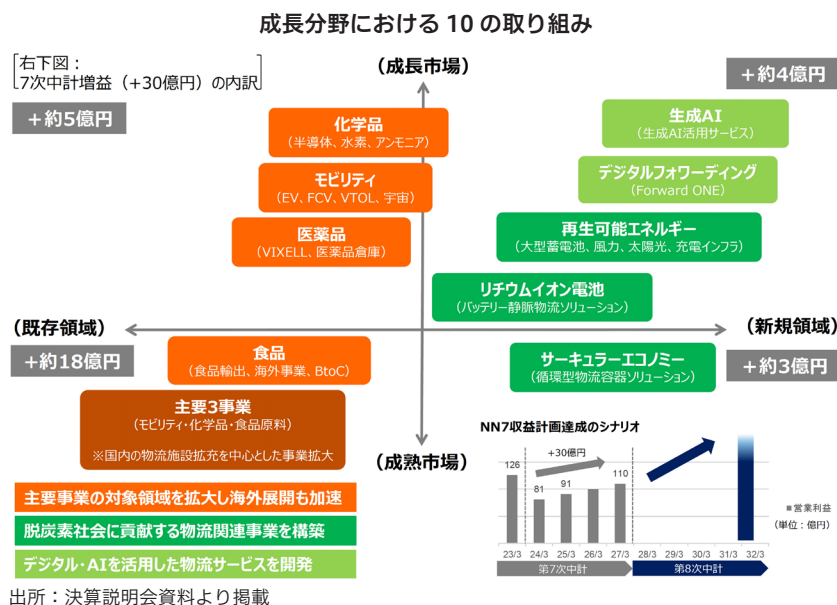 成長分野における 10 の取り組み
右下図：
7次中計増益（+30億円）の内訳
（成長市場）
＋約4億円
＋約5億円
化学品
（半導体、水素、アンモニア）
生成AI
（生成AI活用サービス）
モビリティ
（EV、FCV、VTOL、宇宙）
デジタルフォワーディング
（Forward ONE）
医薬品
（VIXELL、医薬品倉庫）
再生可能エネルギー
（大型蓄電池、風力、太陽光、充電インフラ）
リチウムイオン電池
（バッテリー静脈物流ソリューション）
（既存領域）
（新規領域）
＋約18億円
食品
（食品輸出、海外事業、BtoC）
サーキュラーエコノミー
（循環型物流容器ソリューション）
＋約3億円
主要3事業
（モビリティ・化学品・食品原料）
※国内の物流施設拡充を中心とした事業拡大
（成熟市場）
NN7収益計画達成のシナリオ
+30億円
126
81
91
110
■営業利益
（単位：億円）
23/3 24/3 25/3 26/3 27/3 28/3 29/3 30/3 31/3 32/3
第7次中計
第8次中計
主要事業の対象領域を拡大し海外展開も加速
脱炭素社会に貢献する物流関連事業を構築
デジタル・AIを活用した物流サービスを開発
出所：決算説明会資料より掲載